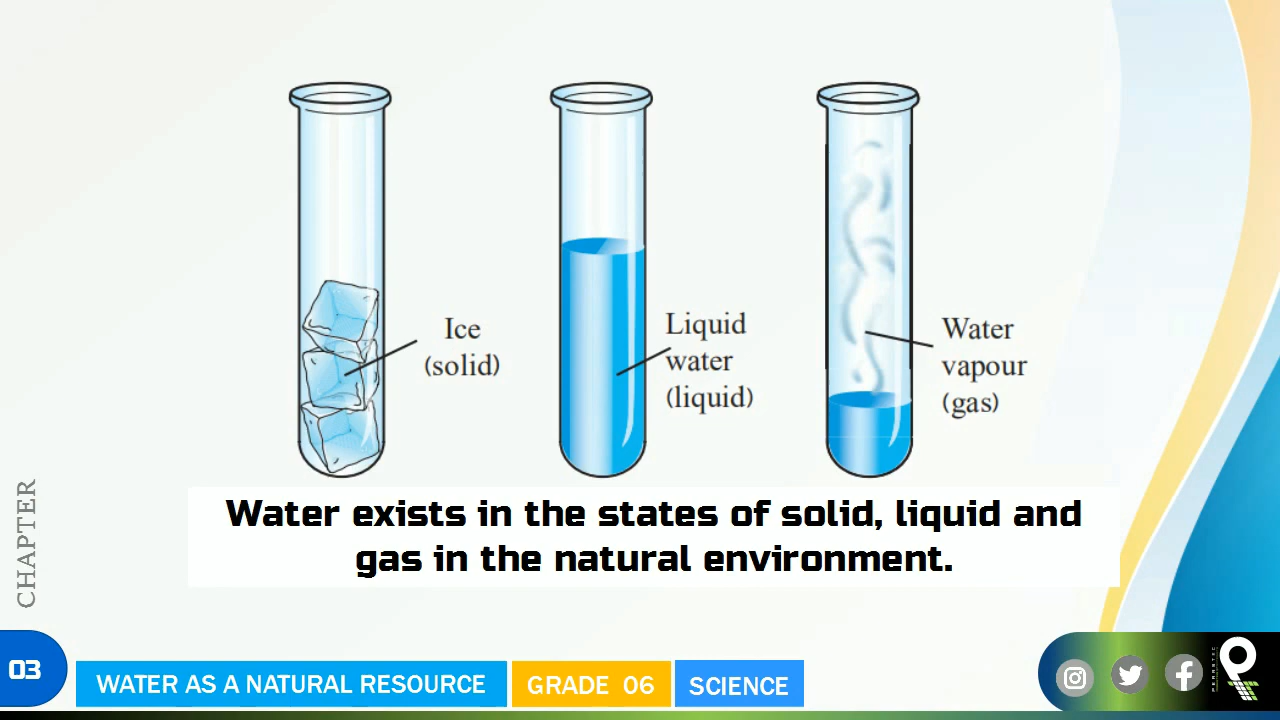 Ice
(solid)
Liquid
water
(liquid)
Water
vapour
(gas)
Water exists in the states of solid, liquid and
gas in the natural environment.
CHAPTER
03
WATER AS A NATURAL RESOURCE
GRADE 06
SCIENCE